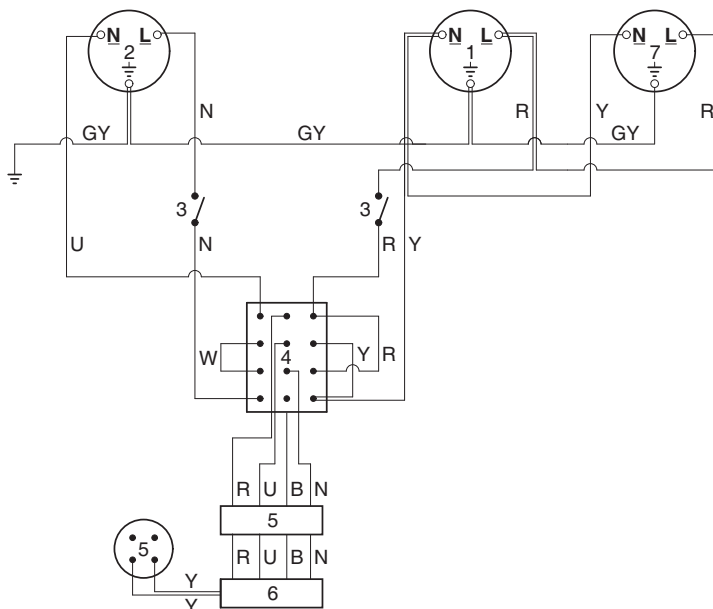 N L N L N L
2 1 7
N R Y R
GY GY GY
3 3
U N R Y
W 4 Y R
R U B N
5
5
R U B N
Y
6
Y